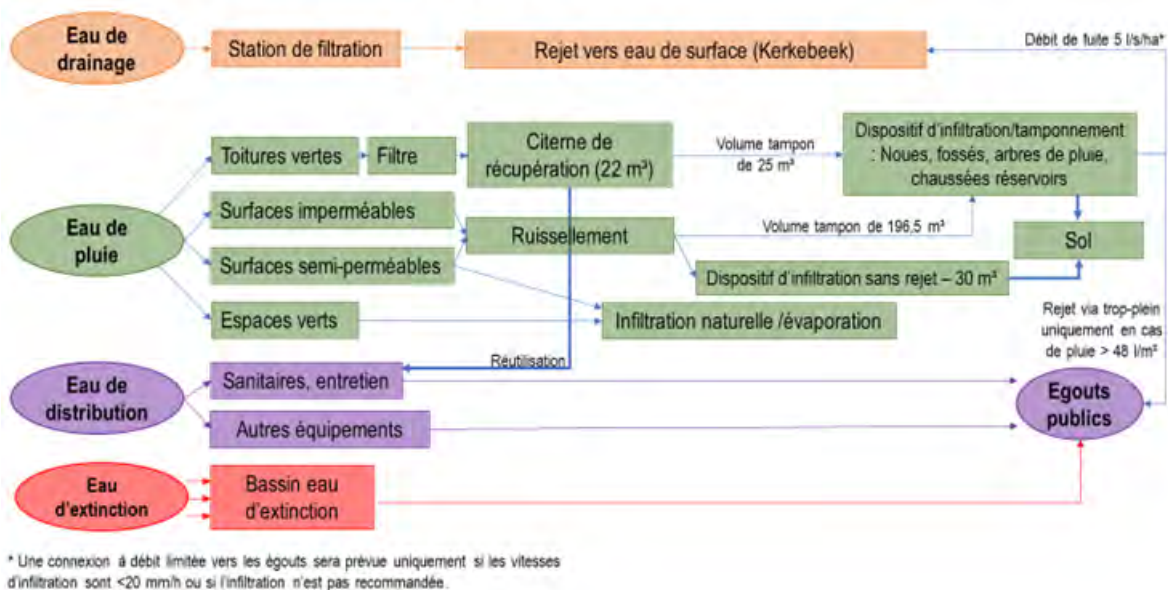 Eau de
drainage
Station de filtration
Rejet vers eau de surface (Kerkebeek)
Débit de fuite 5 l/s/ha*
Eau de
pluie
Toitures vertes
Filtre
Citerne de
récupération (22 m³)
Volume tampon
de 25 m³
Dispositif d'infiltration/tamponnement
: Noues, fossés, arbres de pluie,
chaussées réservoirs
Surfaces imperméables
Surfaces semi-perméables
Ruissellement
Volume tampon de 196,5 m³
Sol
Dispositif d'infiltration sans rejet – 30 m³
Espaces verts
Infiltration naturelle /évaporation
Rejet via trop-plein
uniquement en cas
de pluie > 48 l/m²
Réutilisation
Eau de
distribution
Sanitaires, entretien
Autres équipements
Egouts
publics
Eau
d'extinction
Bassin eau
d'extinction
* Une connexion à débit limitée vers les égouts sera prévue uniquement si les vitesses
d'infiltration sont <20 mm/h ou si l'infiltration n'est pas recommandée.